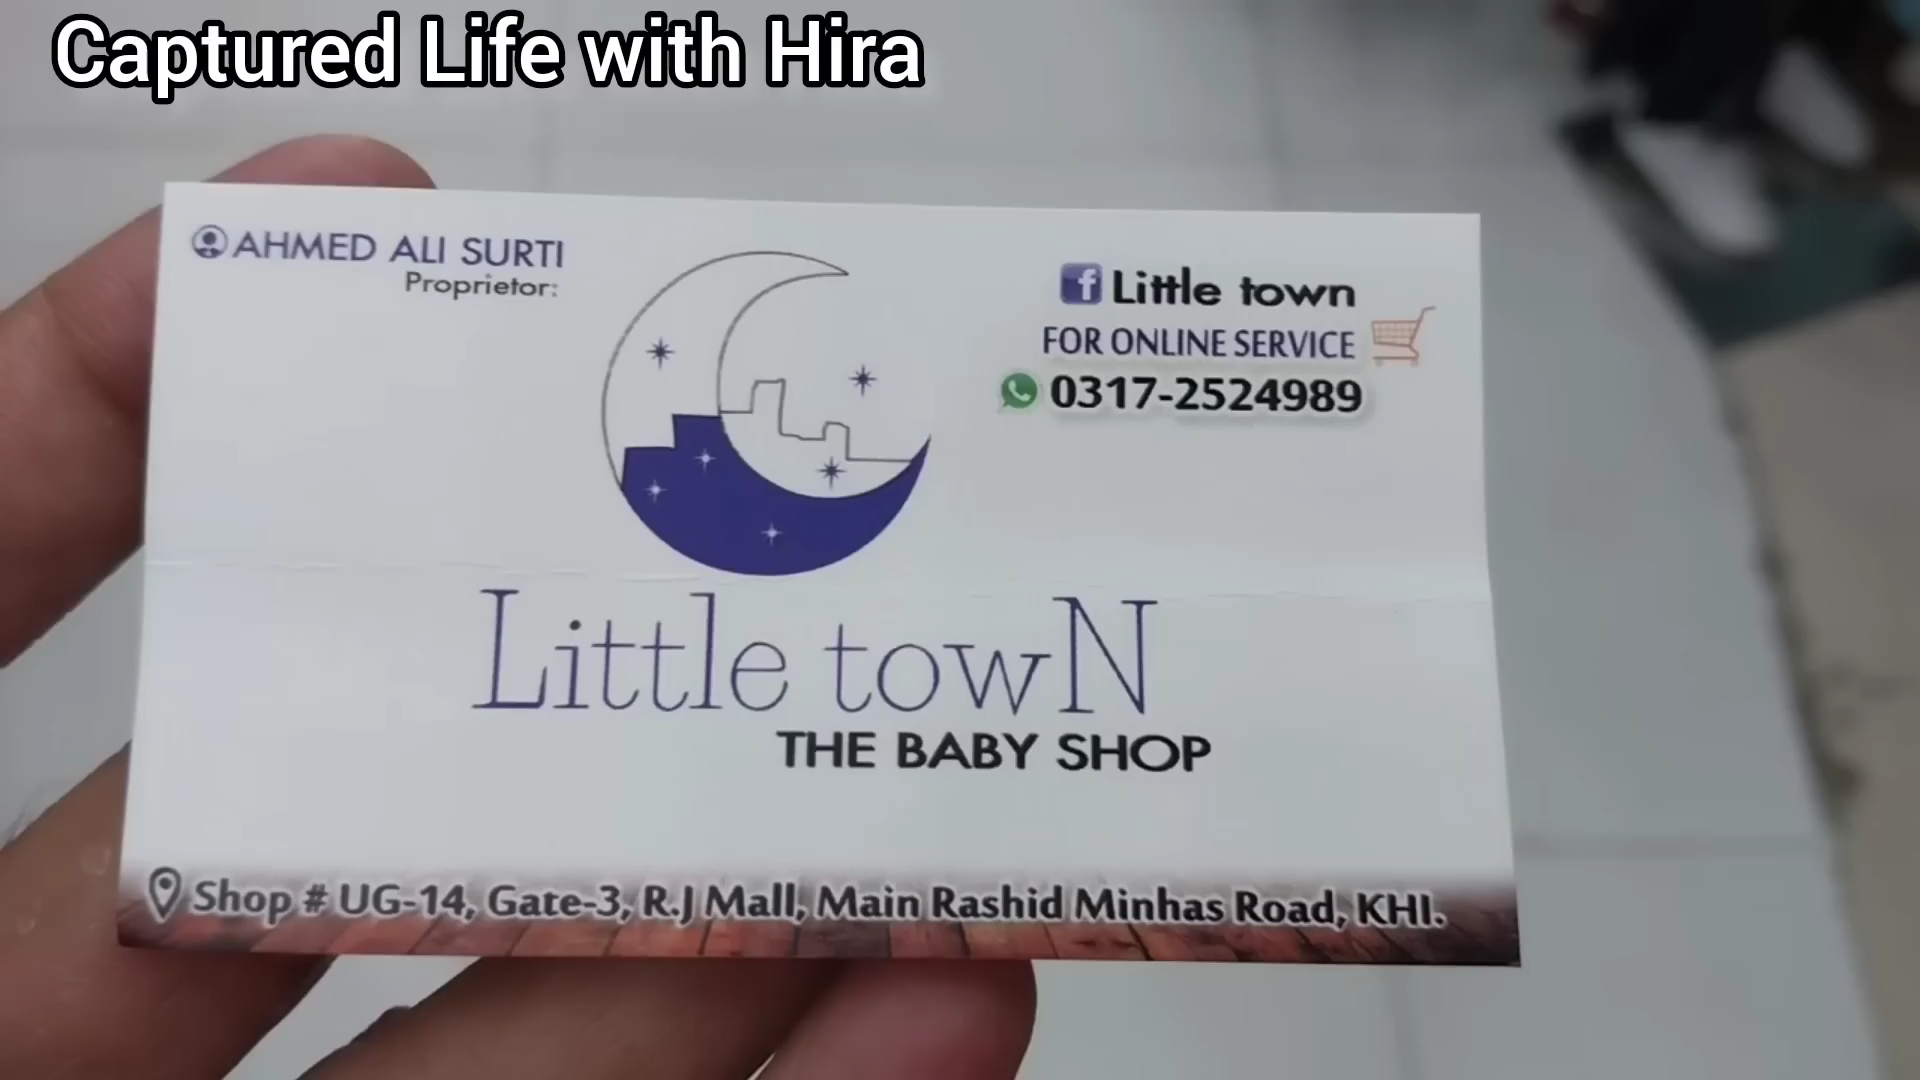 Captured Life with Hira
AHMED ALI SURTI
Proprietor:
Little town
FOR ONLINE SERVICE
0317-2524989
Little towN
THE BABY SHOP
Shop # UG-14, Gate-3, R.J Mall, Main Rashid Minhas Road, KHI.